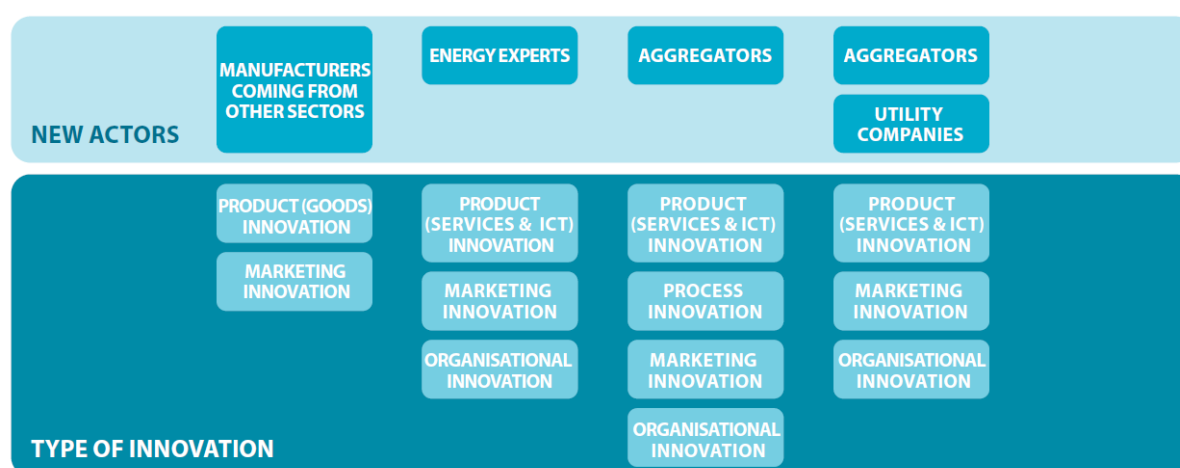 NEW ACTORS
MANUFACTURERS
COMING FROM
OTHER SECTORS
ENERGY EXPERTS
AGGREGATORS
AGGREGATORS
UTILITY
COMPANIES
TYPE OF INNOVATION
PRODUCT (GOODS)
INNOVATION
MARKETING
INNOVATION
PRODUCT
(SERVICES & ICT)
INNOVATION
MARKETING
INNOVATION
ORGANISATIONAL
INNOVATION
PRODUCT
(SERVICES & ICT)
INNOVATION
PROCESS
INNOVATION
MARKETING
INNOVATION
ORGANISATIONAL
INNOVATION
PRODUCT
(SERVICES & ICT)
INNOVATION
MARKETING
INNOVATION
ORGANISATIONAL
INNOVATION